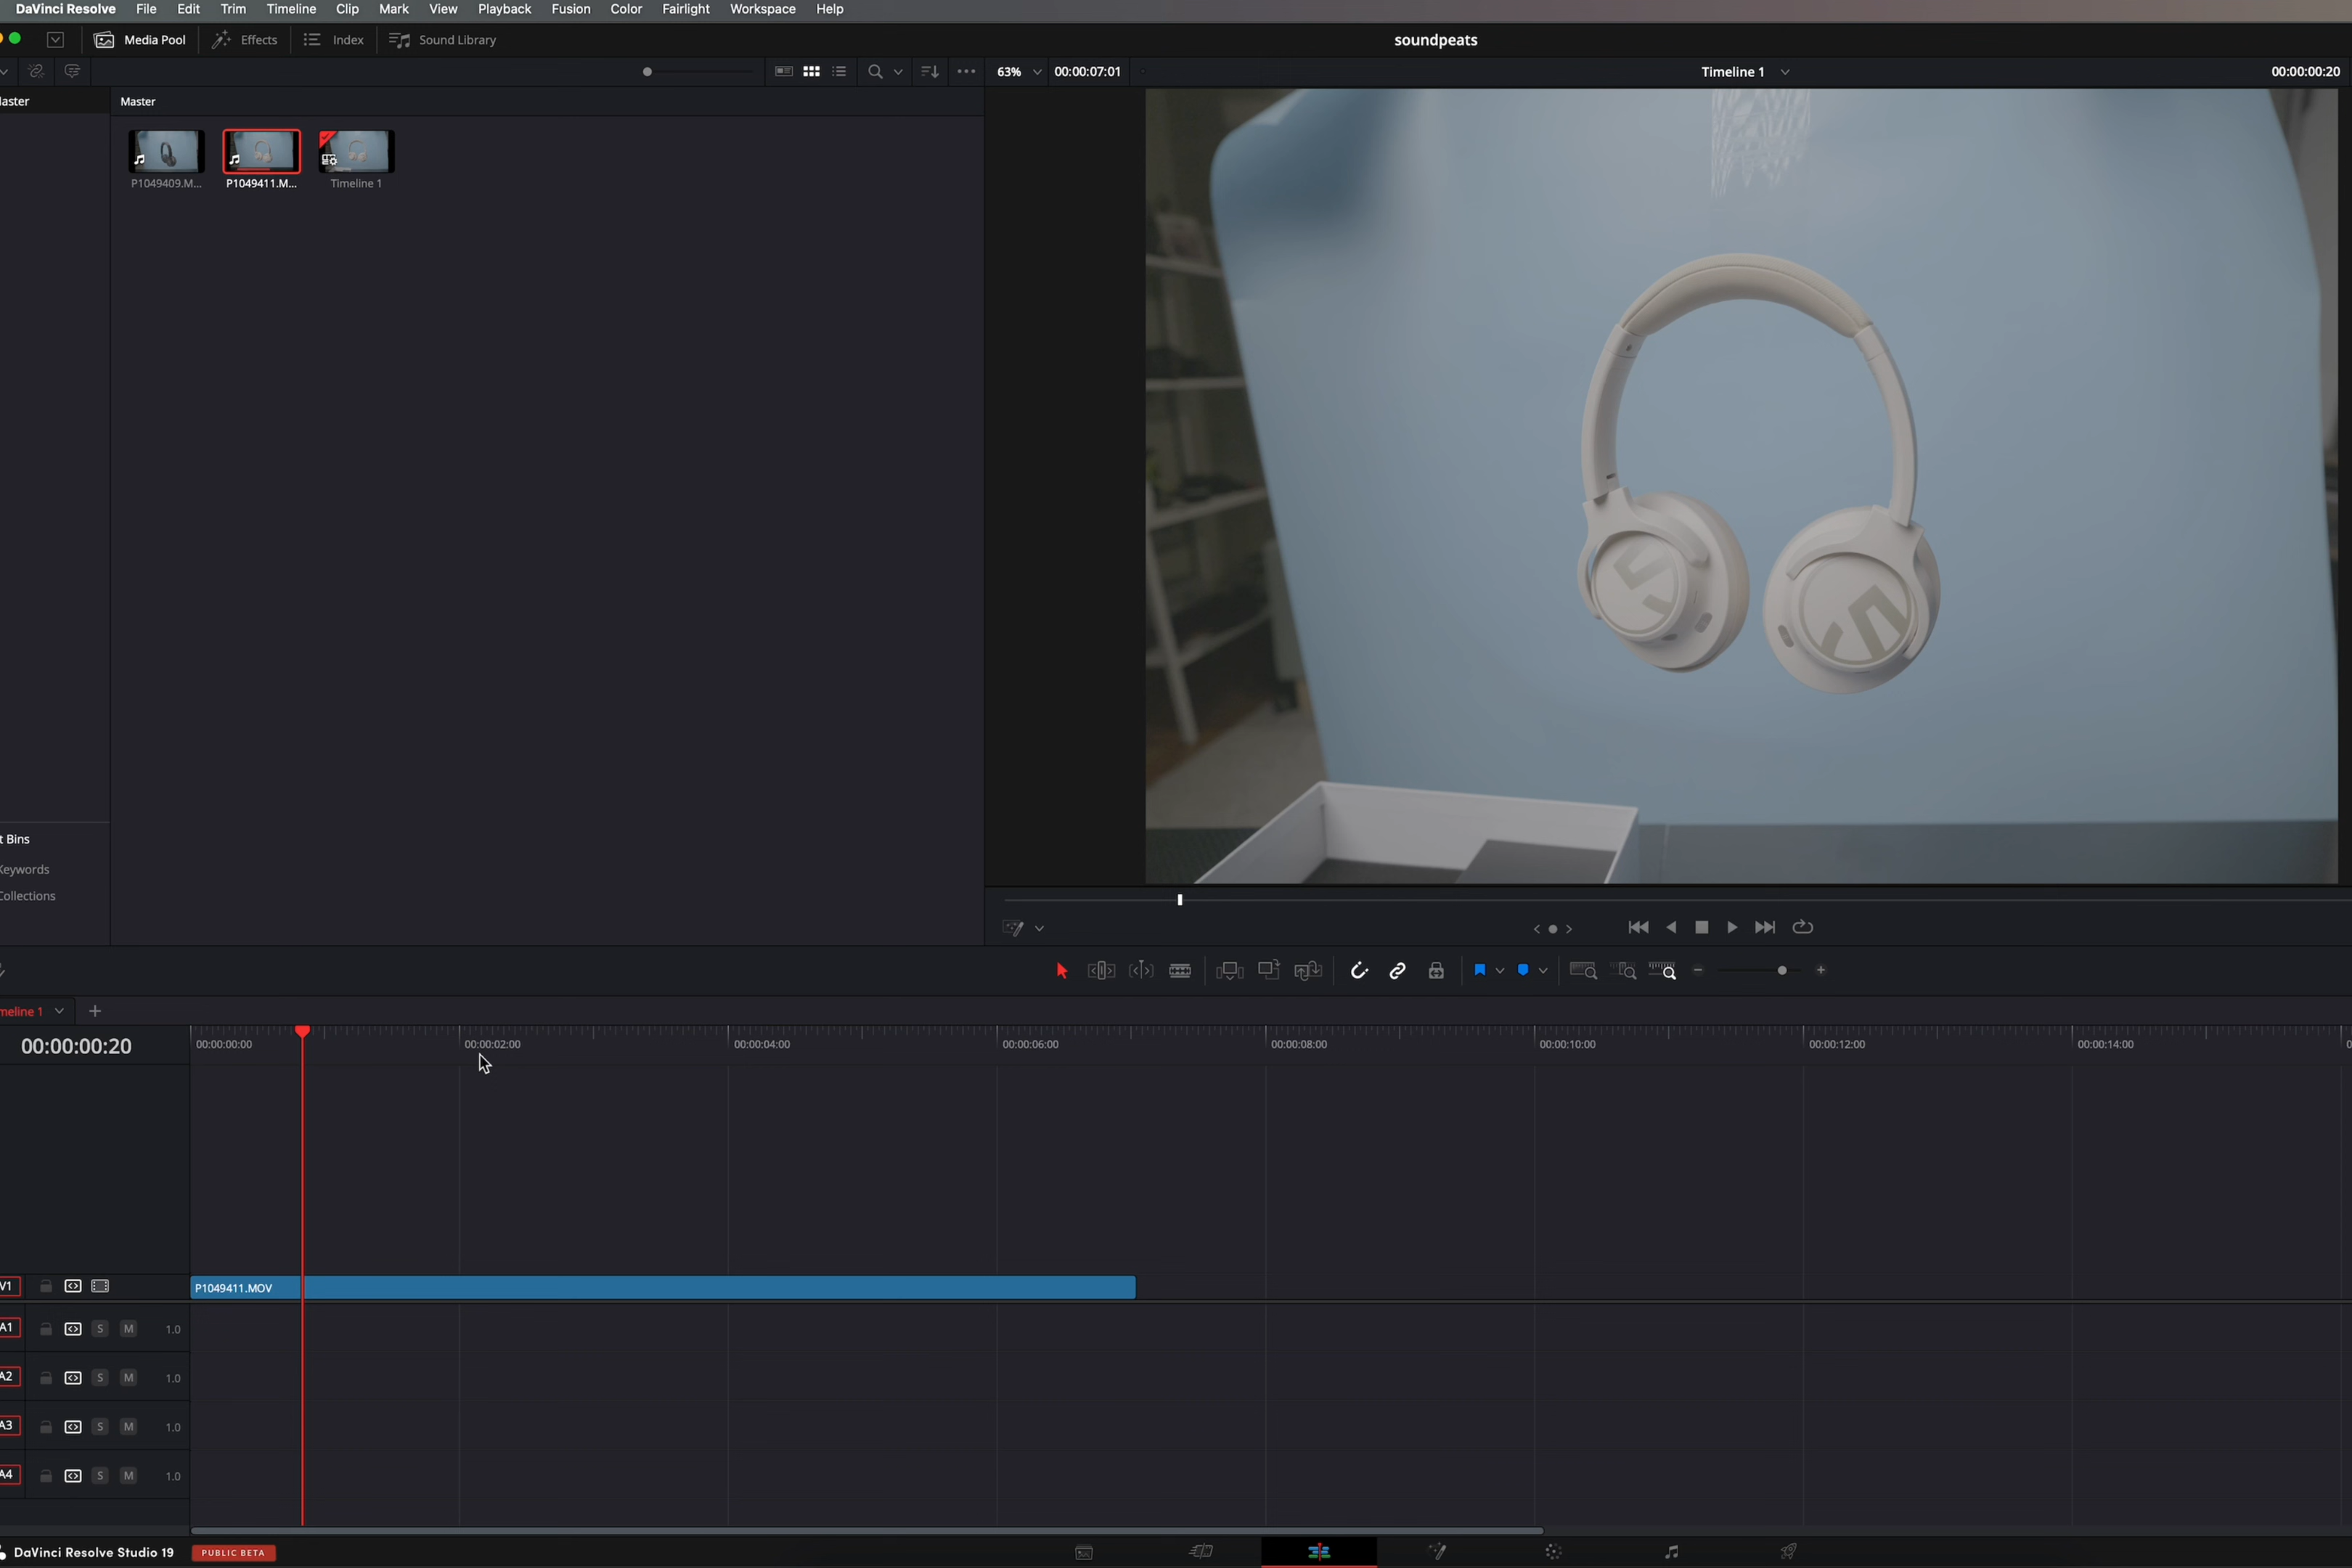 DaVinci Resolve File Edit Trim Timeline Clip Mark View Playback Fusion Color Fairlight Workspace Help
Media Pool Effects Index Sound Library soundpeats
63% 00:00:07:01 Timeline 1 00:00:00:20
aster Master
P1049409.M... P1049411.M... Timeline 1
t Bins
Keywords
Collections
meline 1
00:00:00:20 00:00:00:00 00:00:02:00 00:00:04:00 00:00:06:00 00:00:08:00 00:00:10:00 00:00:12:00 00:00:14:00
V1 P1049411.MOV
A1 S M 1.0
A2 S M 1.0
A3 S M 1.0
A4 S M 1.0
DaVinci Resolve Studio 19 PUBLIC BETA